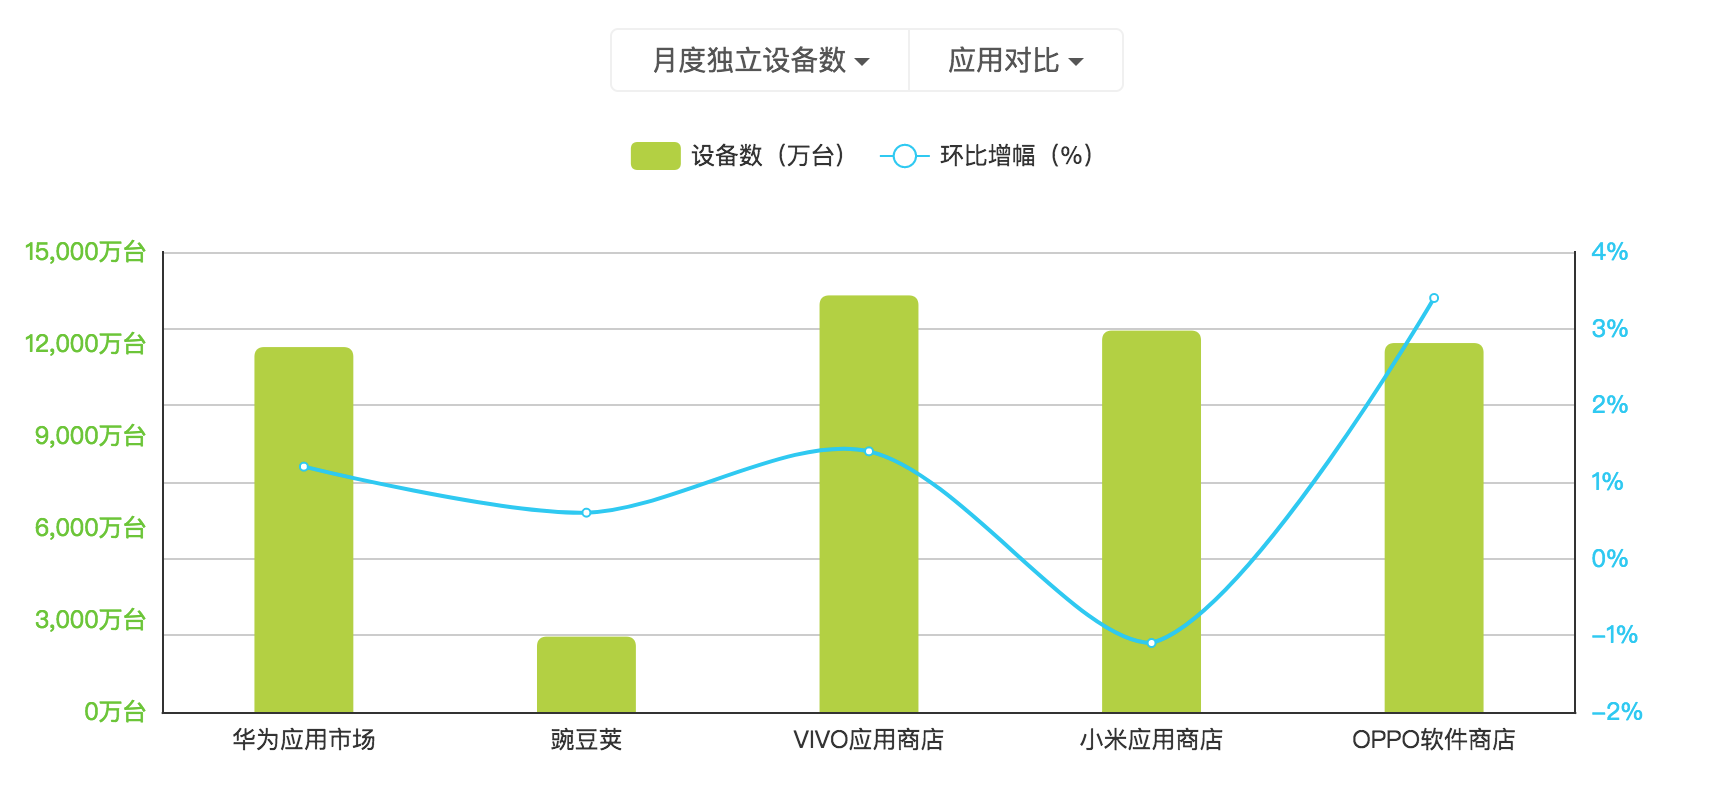 月度独立设备数 应用对比
设备数（万台） 环比增幅（%）
15,000万台 4%
3%
12,000万台
2%
9,000万台
1%
6,000万台
0%
3,000万台
-1%
0万台 -2%
华为应用市场 豌豆荚 VIVO应用商店 小米应用商店 OPPO软件商店